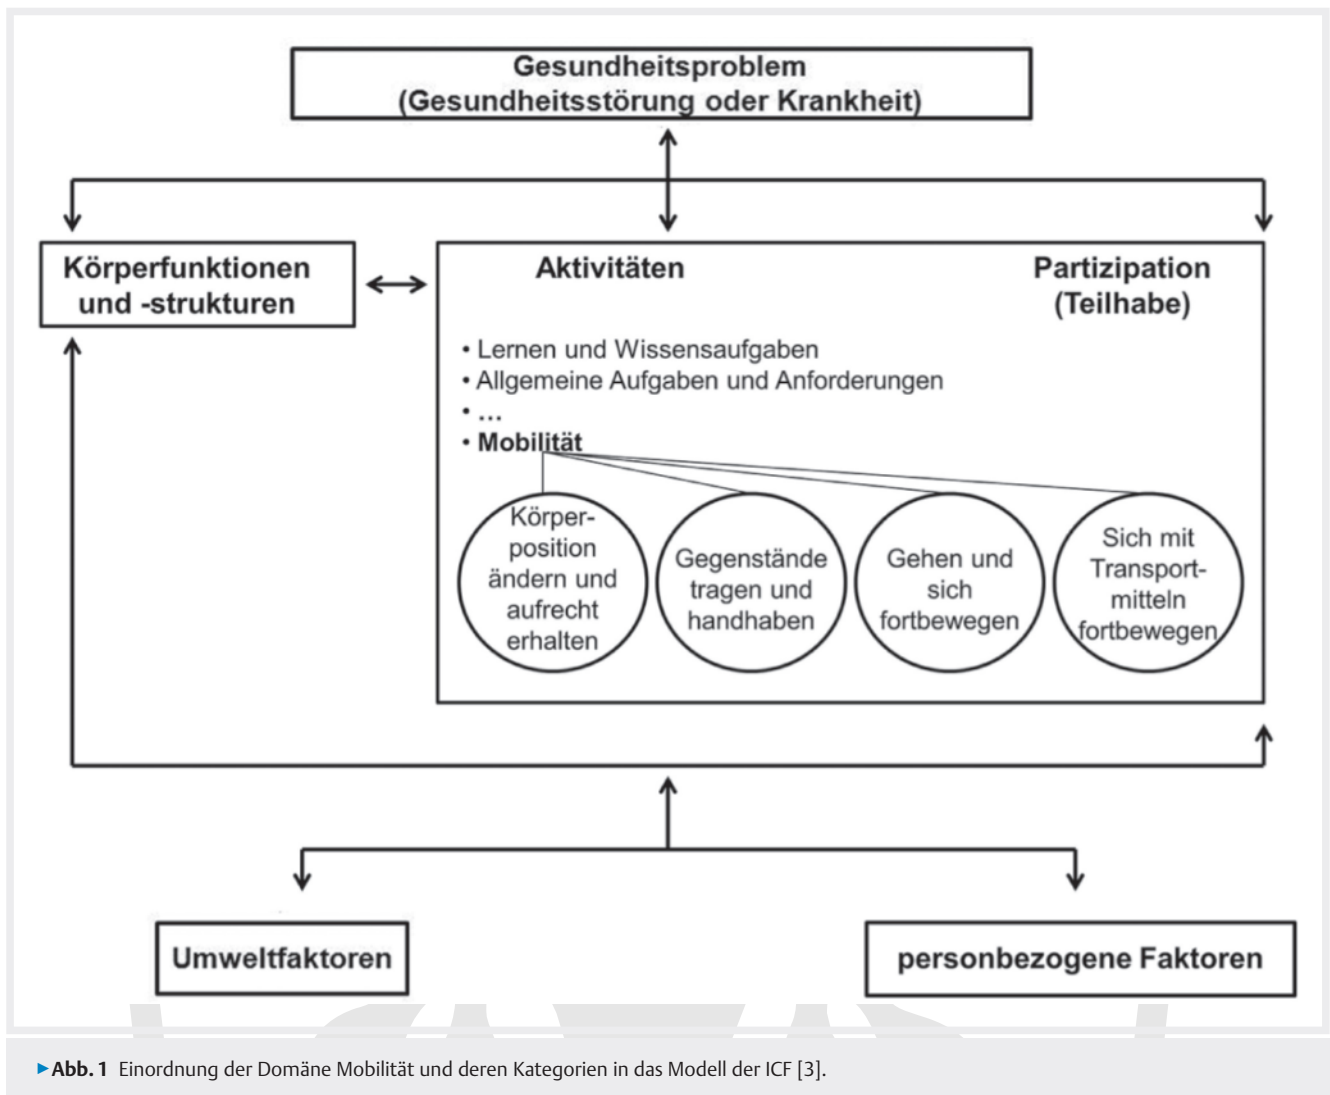 Gesundheitsproblem
(Gesundheitsstörung oder Krankheit)
Körperfunktionen
und -strukturen
Aktivitäten
Partizipation
(Teilhabe)
• Lernen und Wissensaufgaben
• Allgemeine Aufgaben und Anforderungen
• ...
• Mobilität
Körper-
position
ändern und
aufrecht
erhalten
Gegenstände
tragen und
handhaben
Gehen und
sich
fortbewegen
Sich mit
Transport-
mitteln
fortbewegen
Umweltfaktoren
personbezogene Faktoren
►Abb. 1 Einordnung der Domäne Mobilität und deren Kategorien in das Modell der ICF [3].